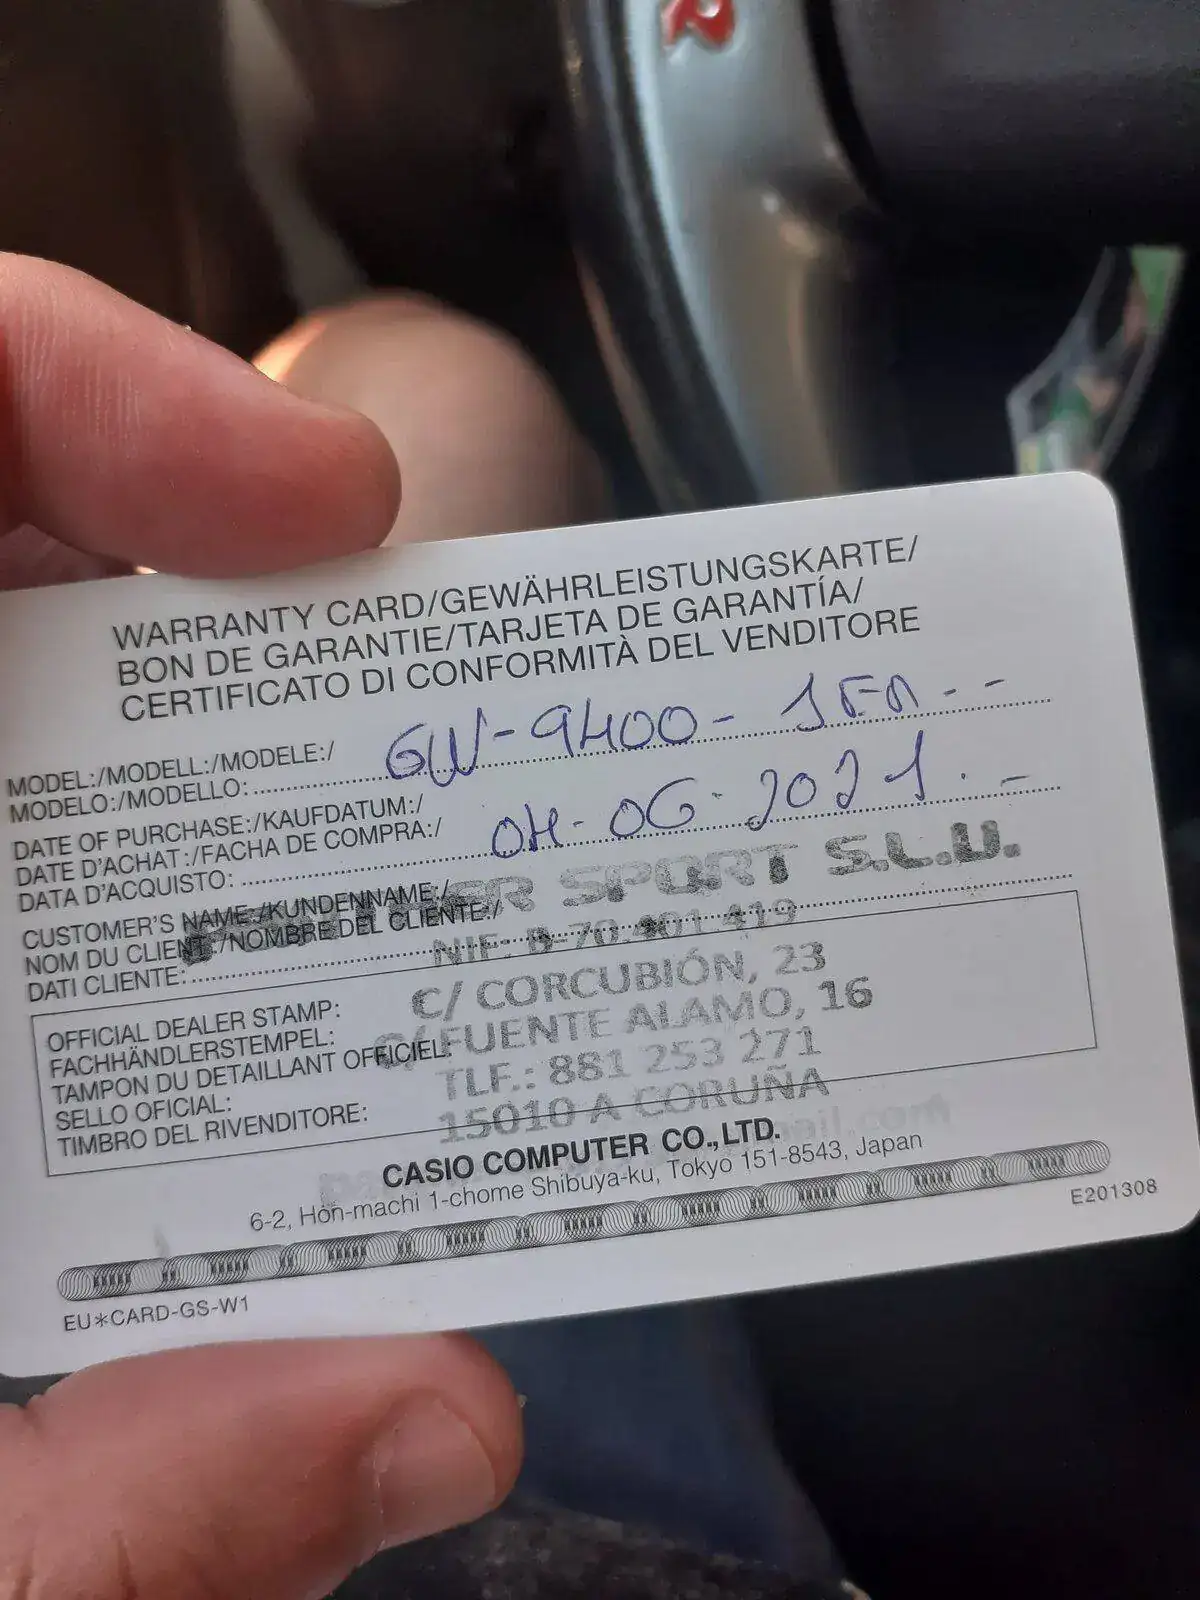 R
WARRANTY CARD/GEWÄHRLEISTUNGSKARTE/
BON DE GARANTIE/TARJETA DE GARANTÍA/
CERTIFICATO DI CONFORMITÀ DEL VENDITORE
MODEL:/MODELL:/MODELE:/
MODELO:/MODELLO: GW-9400-1ER--
DATE OF PURCHASE:/KAUFDATUM:/
DATE D'ACHAT:/FACHA DE COMPRA:/
DATA D'ACQUISTO: 04-06-2021.-
SPORT S.L.U.
CUSTOMER'S NAME:/KUNDENNAME:/
NOM DU CLIENT:/NOMBRE DEL CLIENTE:/
DATI CLIENTE:
NIF: B-70.401.419
C/ CORCUBIÓN, 23
C/ FUENTE ALAMO, 16
TLF.: 881 253 271
15010 A CORUÑA
OFFICIAL DEALER STAMP:
FACHHÄNDLERSTEMPEL:
TAMPON DU DETAILLANT OFFICIEL:
SELLO OFICIAL:
TIMBRO DEL RIVENDITORE:
CASIO COMPUTER CO.,LTD.
6-2, Hon-machi 1-chome Shibuya-ku, Tokyo 151-8543, Japan
E201308
EU*CARD-GS-W1